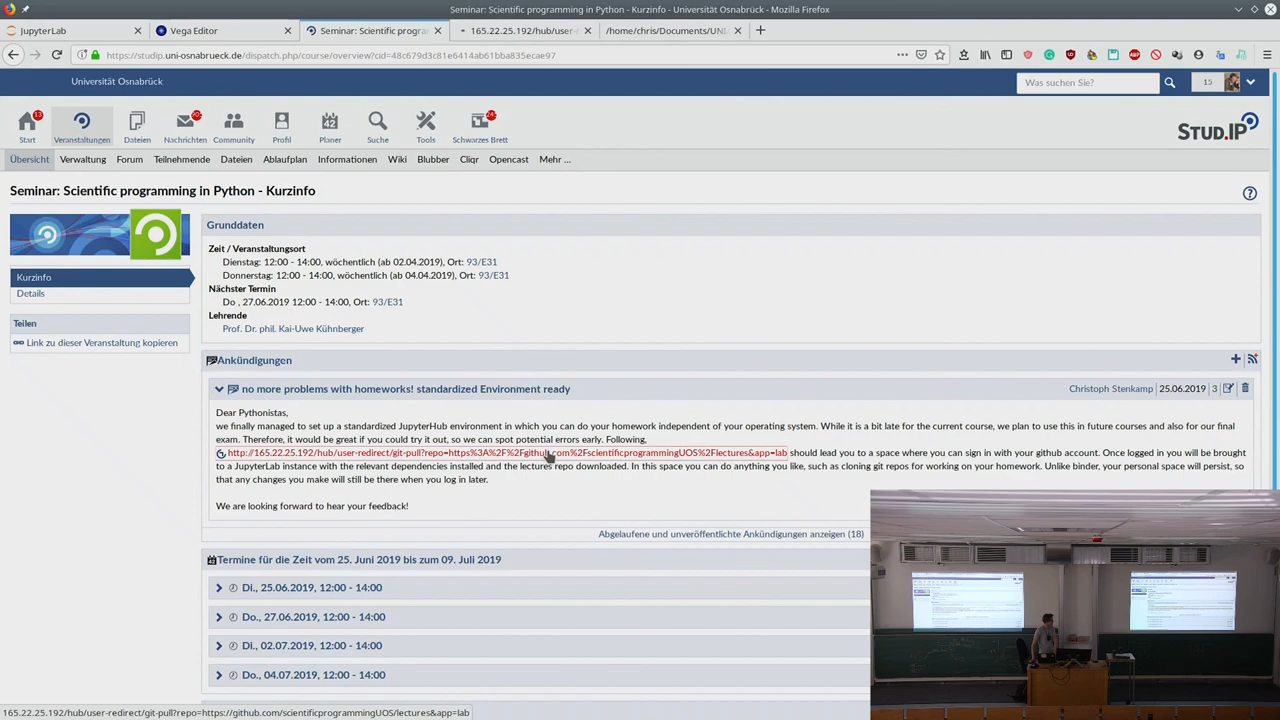 Seminar: Scientific programming in Python - Kurzinfo - Universität Osnabrück - Mozilla Firefox
JupyterLab
Vega Editor
Seminar: Scientific progra
165.22.25.192/hub/user-re
/home/chris/Documents/UNI
https://studip.uni-osnabrueck.de/dispatch.php/course/overview?cid=48c679d3c81e6414ab61bba835ecae97
Universität Osnabrück
Was suchen Sie?
15
Start
Veranstaltungen
Dateien
Nachrichten
Community
Profil
Planer
Suche
Tools
Schwarzes Brett
13
42
Stud.IP
Übersicht
Verwaltung
Forum
Teilnehmende
Dateien
Ablaufplan
Informationen
Wiki
Blubber
Cliqr
Opencast
Mehr ...
Seminar: Scientific programming in Python - Kurzinfo
Kurzinfo
Details
Teilen
Link zu dieser Veranstaltung kopieren
Grunddaten
Zeit / Veranstaltungsort
Dienstag: 12:00 - 14:00, wöchentlich (ab 02.04.2019), Ort: 93/E31
Donnerstag: 12:00 - 14:00, wöchentlich (ab 04.04.2019), Ort: 93/E31
Nächster Termin
Do , 27.06.2019 12:00 - 14:00, Ort: 93/E31
Lehrende
Prof. Dr. phil. Kai-Uwe Kühnberger
Ankündigungen
no more problems with homeworks! standardized Environment ready
Christoph Stenkamp 25.06.2019 3
Dear Pythonistas,
we finally managed to set up a standardized JupyterHub environment in which you can do your homework independent of your operating system. While it is a bit late for the current course, we plan to use this in future courses and also for our final
exam. Therefore, it would be great if you could try it out, so we can spot potential errors early. Following,
http://165.22.25.192/hub/user-redirect/git-pull?repo=https%3A%2F%2Fgithub.com%2FscientificprogrammingUOS%2Flectures&app=lab should lead you to a space where you can sign in with your github account. Once logged in you will be brought
to a JupyterLab instance with the relevant dependencies installed and the lectures repo downloaded. In this space you can do anything you like, such as cloning git repos for working on your homework. Unlike binder, your personal space will persist, so
that any changes you make will still be there when you log in later.
We are looking forward to hear your feedback!
Abgelaufene und unveröffentlichte Ankündigungen anzeigen (18)
Termine für die Zeit vom 25. Juni 2019 bis zum 09. Juli 2019
Di., 25.06.2019, 12:00 - 14:00
Do., 27.06.2019, 12:00 - 14:00
Di., 02.07.2019, 12:00 - 14:00
Do., 04.07.2019, 12:00 - 14:00
165.22.25.192/hub/user-redirect/git-pull?repo=https://github.com/scientificprogrammingUOS/lectures&app=lab